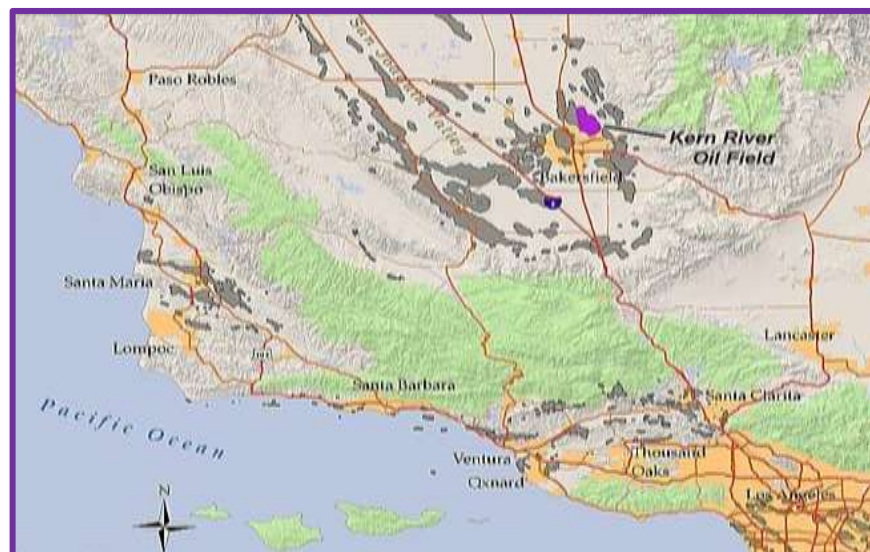 San Joaquin
Valley
Paso Robles
Kern River
Oil Field
Bakersfield
San Luis
Obispo
Santa Maria
Lompoc
Lancaster
Santa Barbara
Santa Clarita
Pacific Ocean
Ventura
Thousand
Oaks
Oxnard
Los Angeles
N